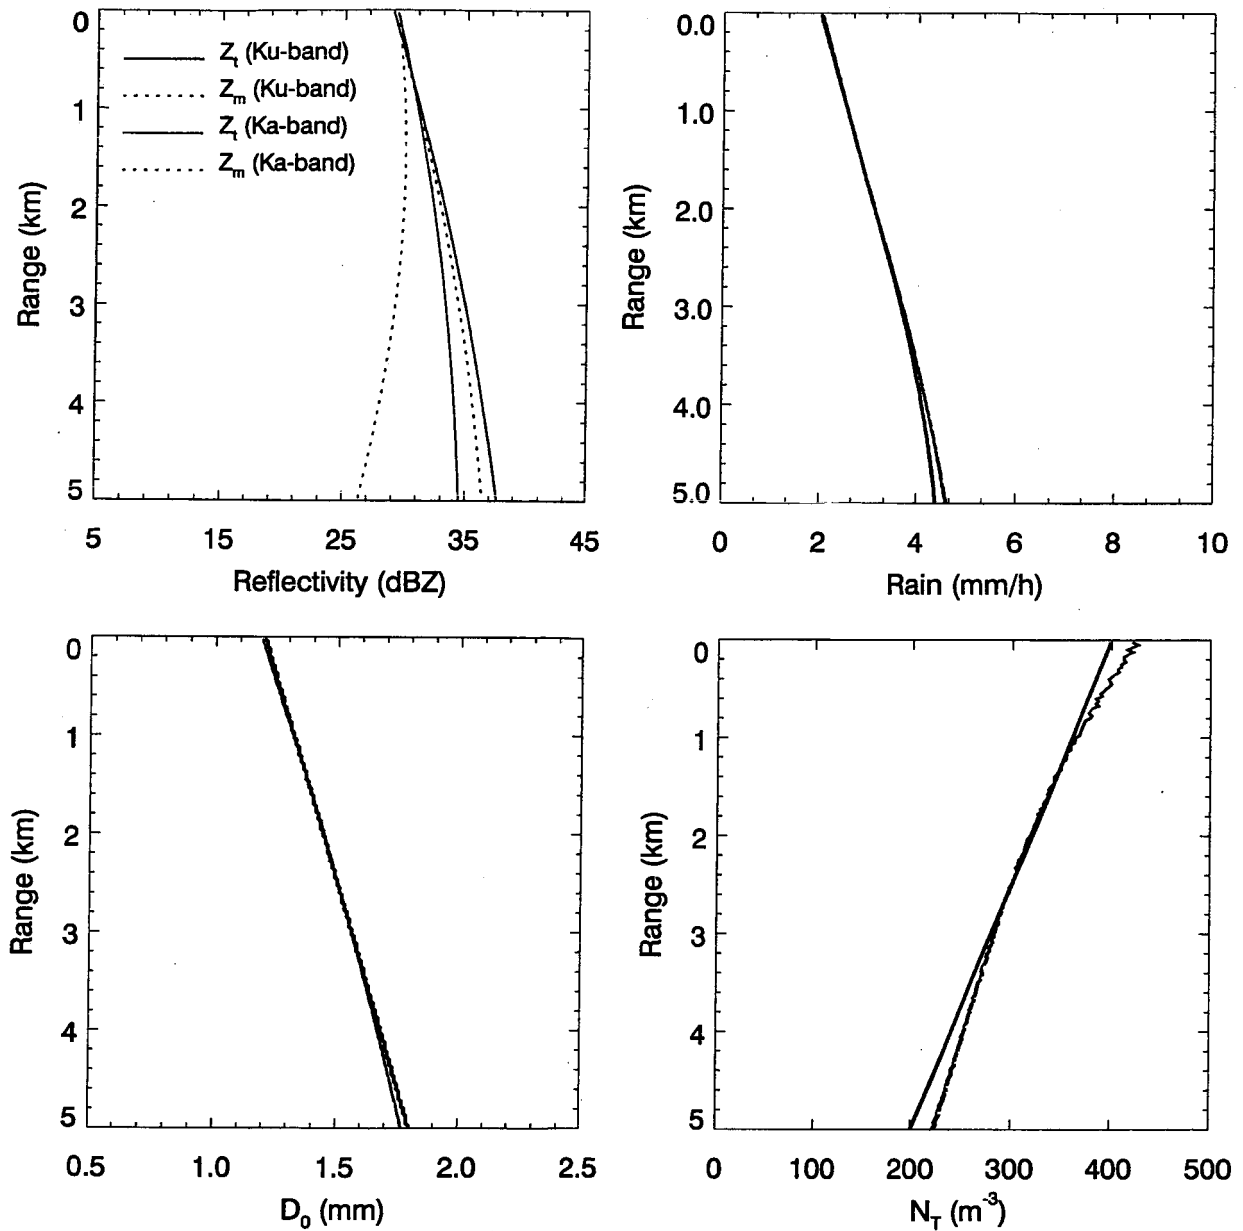 0
1
2
3
4
5
Range (km)
Z_t (Ku-band)
Z_m (Ku-band)
Z_t (Ka-band)
Z_m (Ka-band)
5 15 25 35 45
Reflectivity (dBZ)
0.0
1.0
2.0
3.0
4.0
5.0
Range (km)
0 2 4 6 8 10
Rain (mm/h)
0
1
2
3
4
5
Range (km)
0.5 1.0 1.5 2.0 2.5
D_0 (mm)
0
1
2
3
4
5
Range (km)
0 100 200 300 400 500
N_T (m^-3)